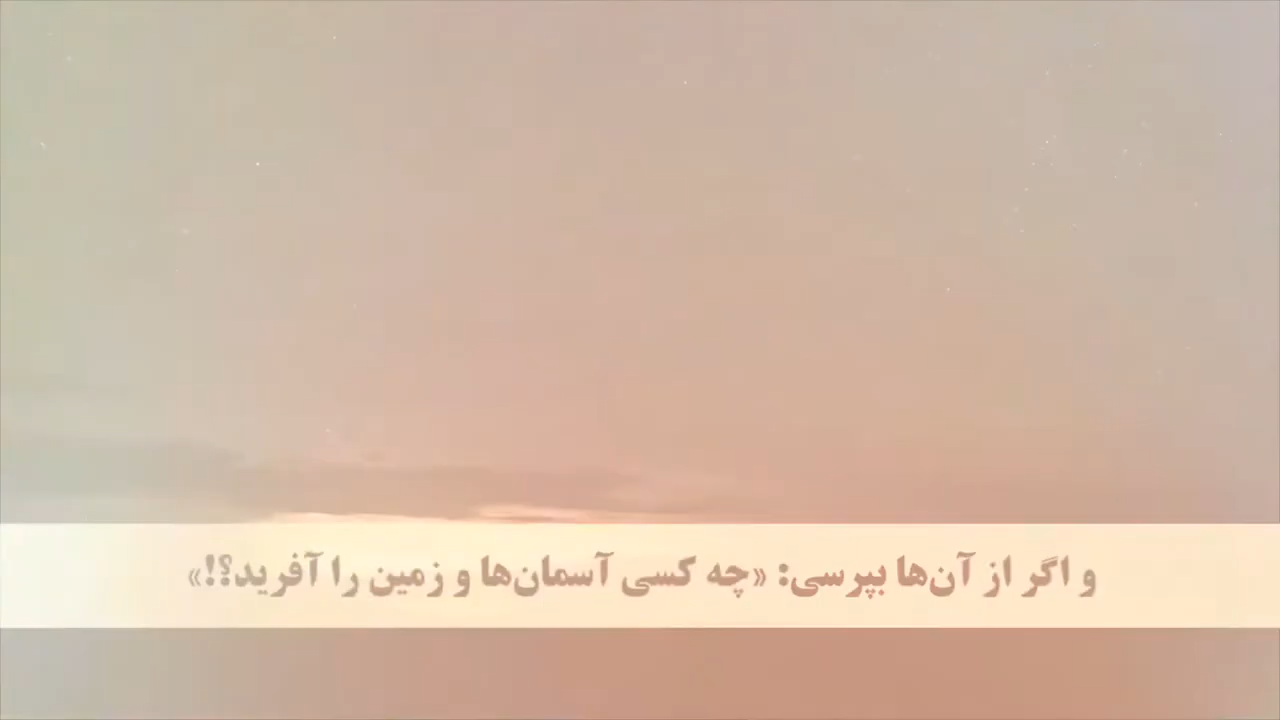 و اگر از آن‌ها بپرسی: «چه کسی آسمان‌ها و زمین را آفرید؟!»